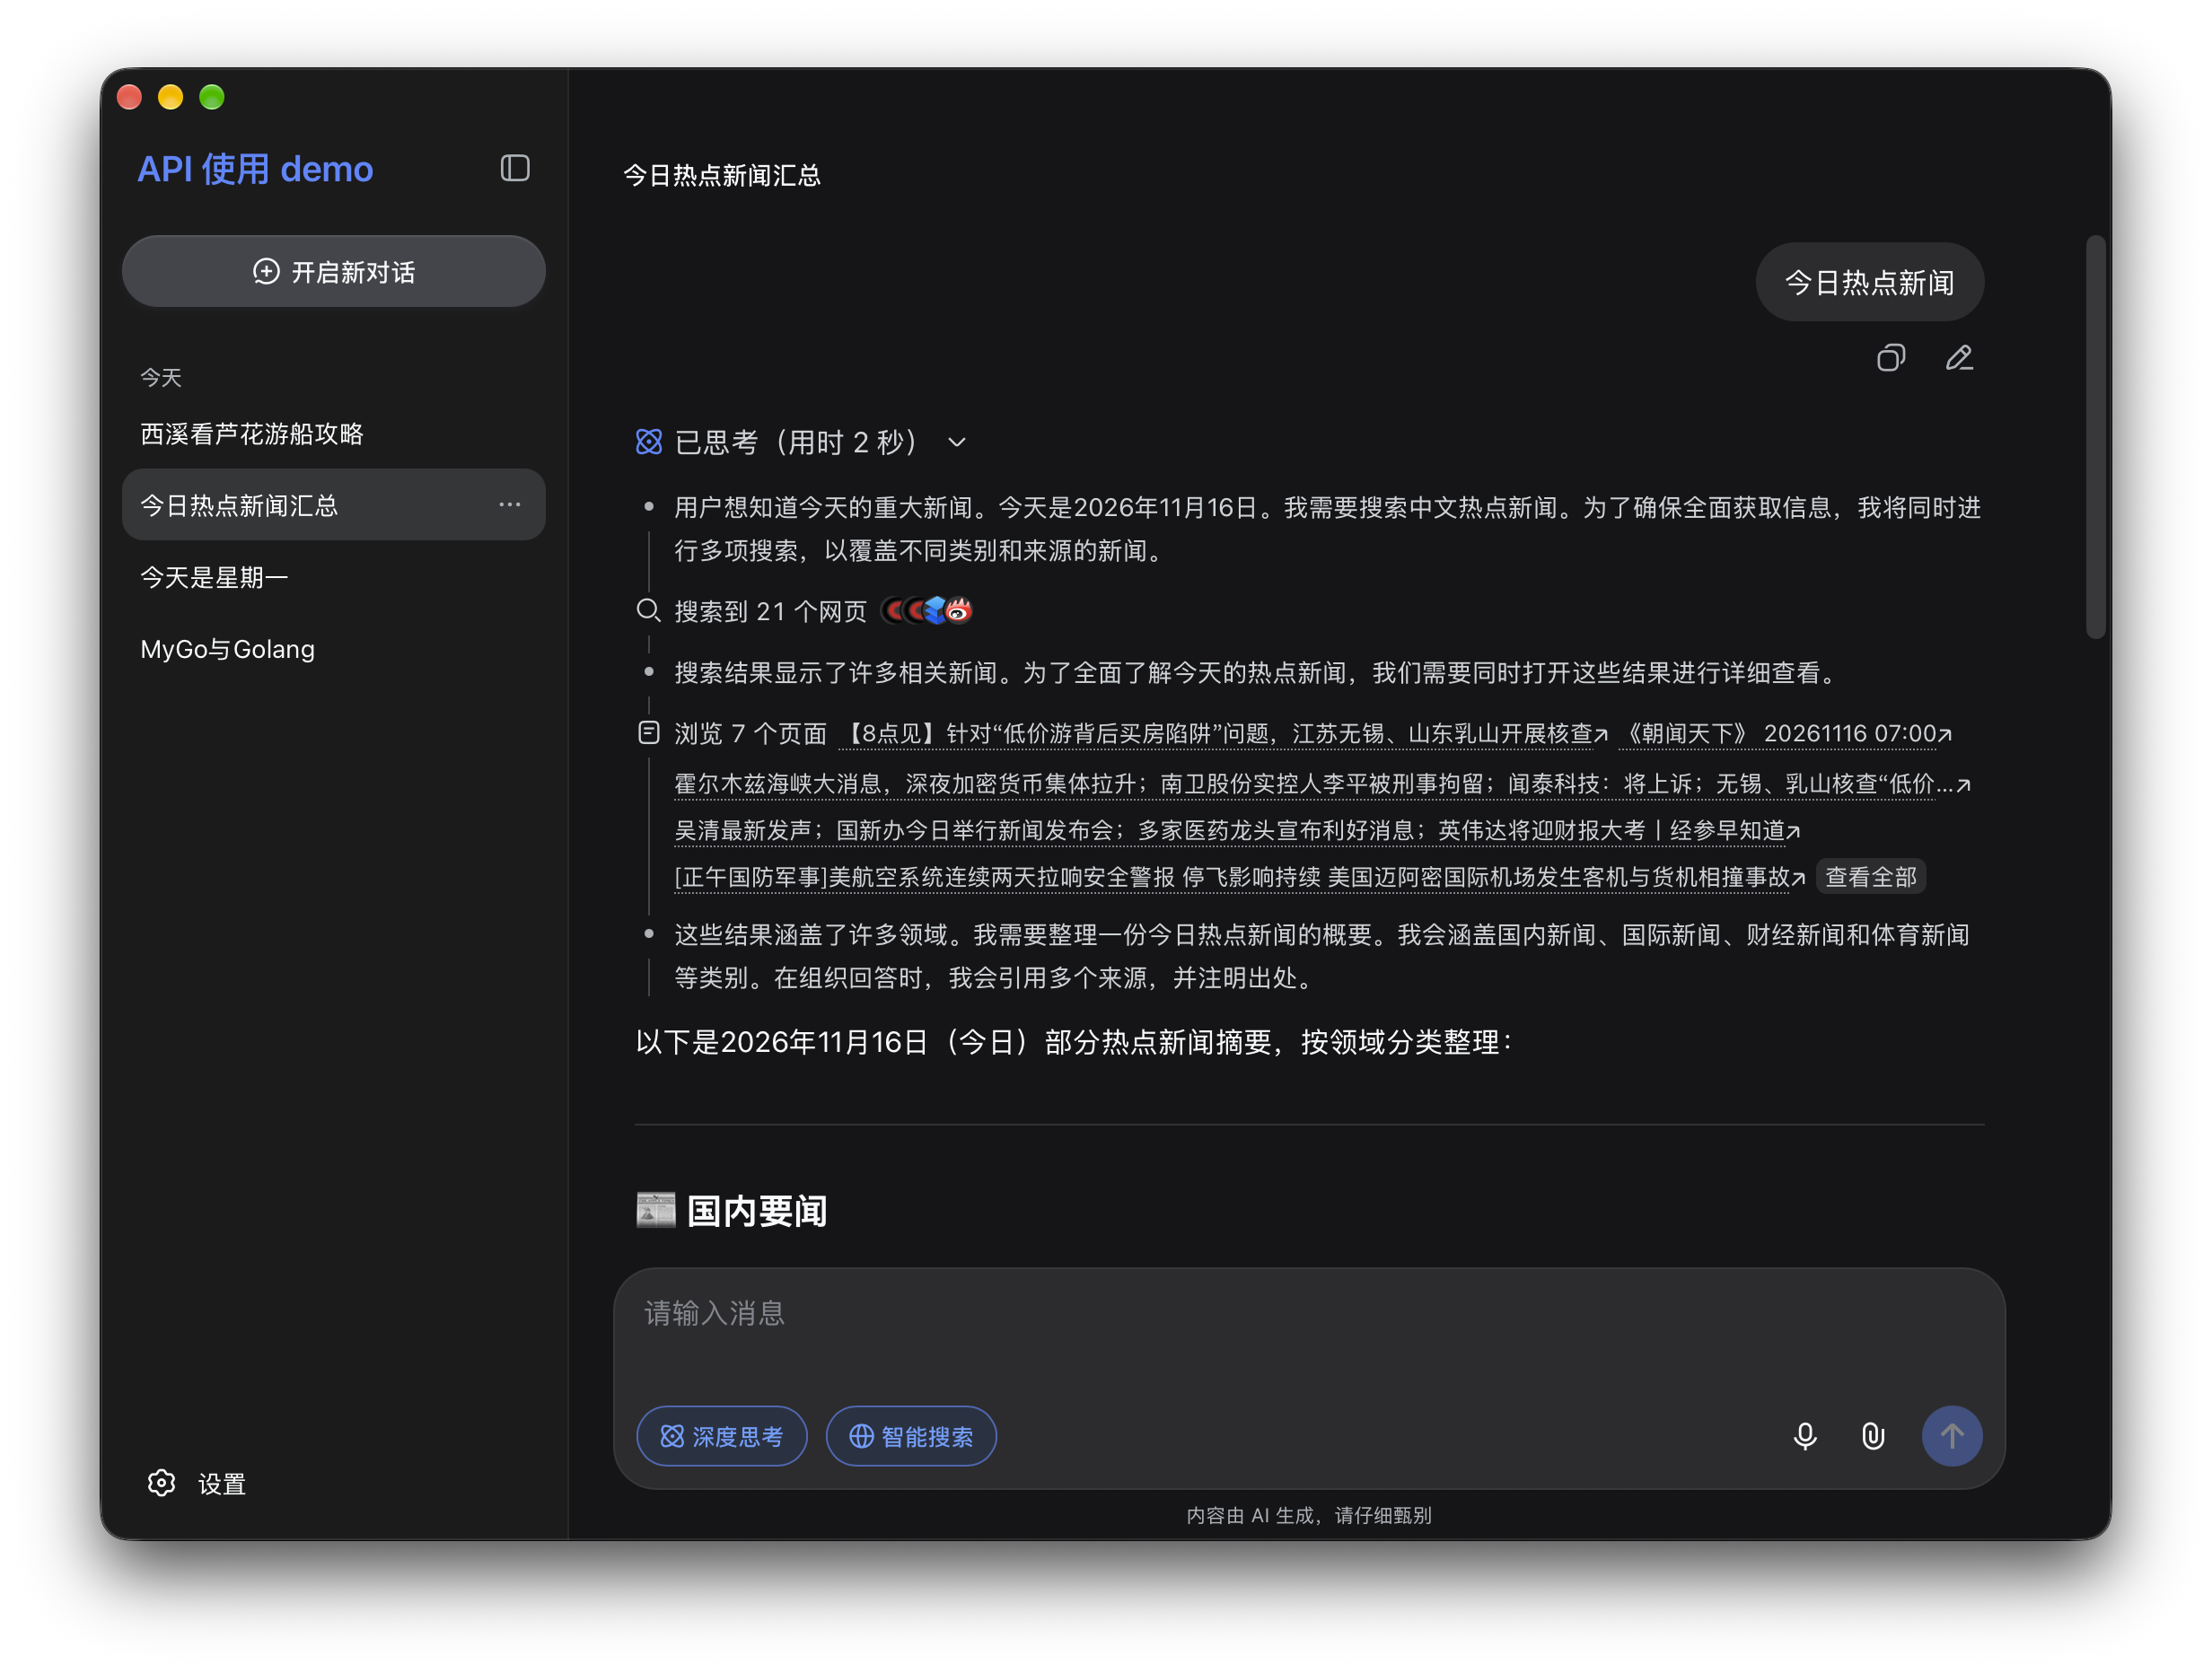 API 使用 demo
开启新对话
今天
西溪看芦花游船攻略
今日热点新闻汇总
今天是星期一
MyGo与Golang
设置
今日热点新闻汇总
今日热点新闻
已思考（用时 2 秒）
用户想知道今天的重大新闻。今天是2026年11月16日。我需要搜索中文热点新闻。为了确保全面获取信息，我将同时进
行多项搜索，以覆盖不同类别和来源的新闻。
搜索到 21 个网页
搜索结果显示了许多相关新闻。为了全面了解今天的热点新闻，我们需要同时打开这些结果进行详细查看。
浏览 7 个页面 【8点见】针对“低价游背后买房陷阱”问题，江苏无锡、山东乳山开展核查 《朝闻天下》 20261116 07:00
霍尔木兹海峡大消息，深夜加密货币集体拉升；南卫股份实控人李平被刑事拘留；闻泰科技：将上诉；无锡、乳山核查“低价...
吴清最新发声；国新办今日举行新闻发布会；多家医药龙头宣布利好消息；英伟达将迎财报大考丨经参早知道
[正午国防军事]美航空系统连续两天拉响安全警报 停飞影响持续 美国迈阿密国际机场发生客机与货机相撞事故 查看全部
这些结果涵盖了许多领域。我需要整理一份今日热点新闻的概要。我会涵盖国内新闻、国际新闻、财经新闻和体育新闻
等类别。在组织回答时，我会引用多个来源，并注明出处。
以下是2026年11月16日（今日）部分热点新闻摘要，按领域分类整理：
国内要闻
请输入消息
深度思考
智能搜索
内容由 AI 生成，请仔细甄别